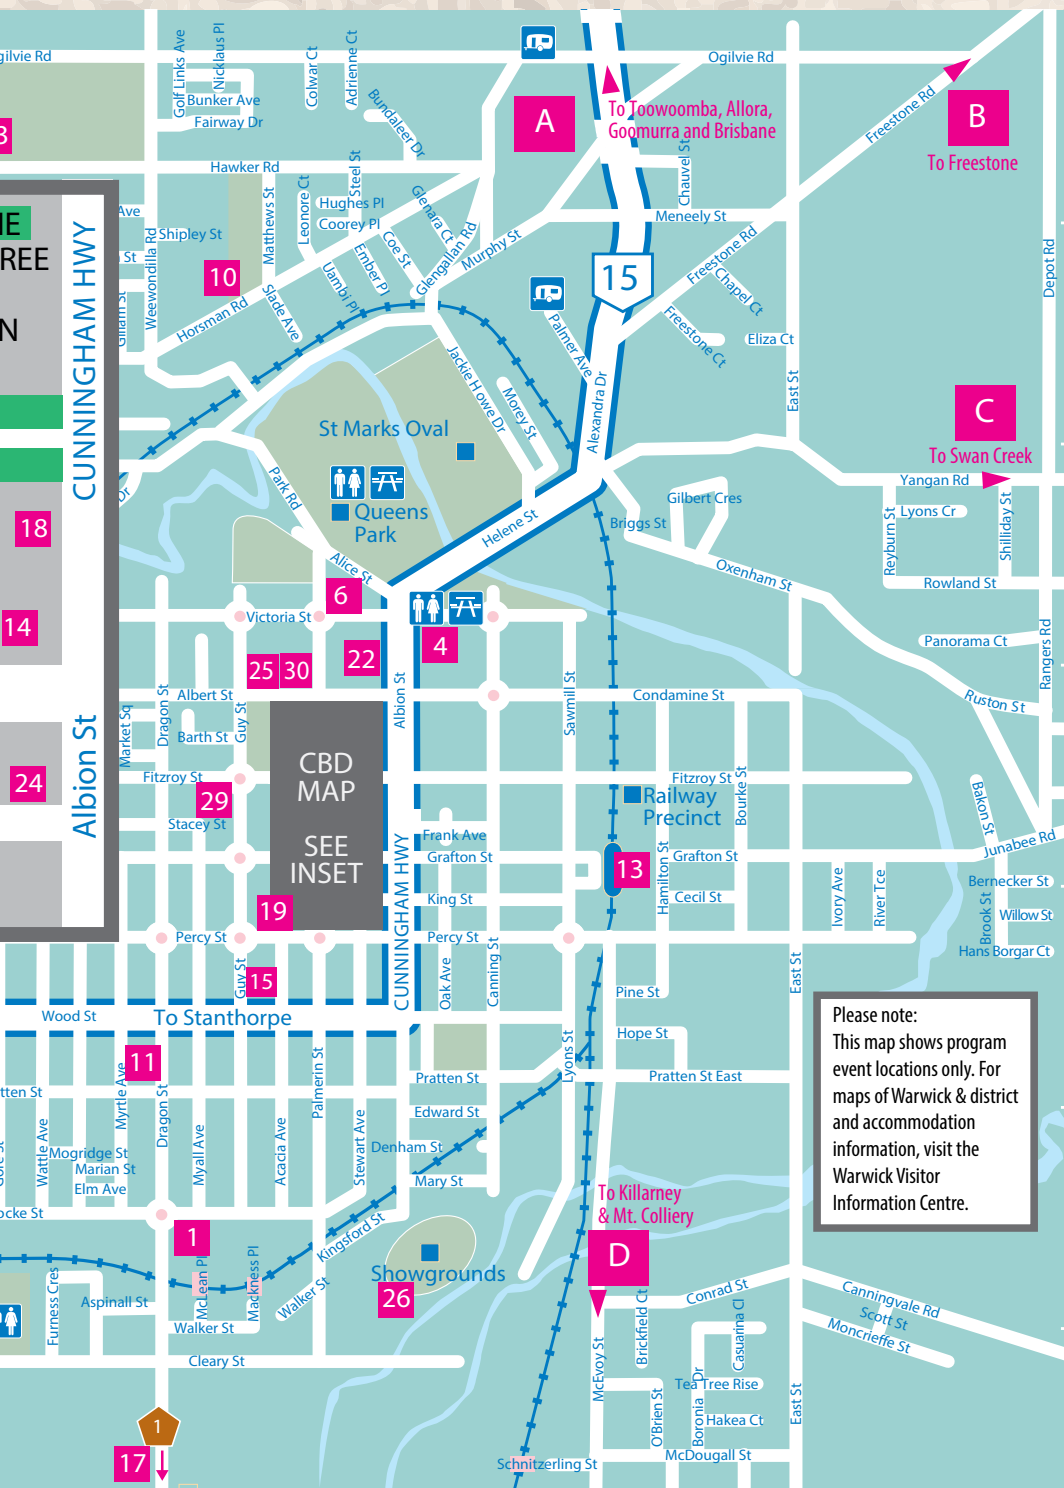 gilvie Rd
Golf Links Ave
Nicklaus Pl
Colwar Ct
Adrienne Ct
Bunker Ave
Fairway Dr
Bundaleer Dr
Ogilvie Rd
A
To Toowoomba, Allora,
Goomurra and Brisbane
Freestone Rd
B
To Freestone
3
Hawker Rd
Steel St
Leonore Ct
Matthews St
Hughes Pl
Coorey Pl
Glenara Ct
Coe St
Ember Pl
Uambi Pl
Glengallan Rd
Murphy St
Chauvel St
Meneely St
Depot Rd
Ave
Shipley St
St
Weewondilla Rd
Gilham St
10
Horsman Rd
Slade Ave
IE
REE
N
CUNNINGHAM HWY
15
Freestone Rd
Chapel Ct
Freestone Ct
Eliza Ct
East St
Palmer Ave
Alexandra Dr
Jackie Howe Dr
Morey St
St Marks Oval
C
To Swan Creek
Yangan Rd
Dr
Park Rd
Queens
Park
Helene St
Gilbert Cres
Briggs St
Oxenham St
Reyburn St
Lyons Cr
Shilliday St
Rowland St
18
14
Alice St
6
Victoria St
4
22
25
30
Panorama Ct
Rangers Rd
Ruston St
Albert St
Dragon St
Market Sq
Guy St
Barth St
Albion St
Sawmill St
Condamine St
Albion St
24
Fitzroy St
29
Stacey St
CBD
MAP
SEE
INSET
Fitzroy St
Bourke St
Railway
Precinct
Frank Ave
Grafton St
CUNNINGHAM HWY
13
Hamilton St
Grafton St
Cecil St
Bakon St
Junabee Rd
Ivory Ave
River Tce
Bernecker St
Brook St
Willow St
Hans Borgar Ct
19
King St
Percy St
Percy St
15
Guy St
Oak Ave
Canning St
East St
Pine St
Wood St
To Stanthorpe
Please note:
This map shows program
event locations only. For
maps of Warwick & district
and accommodation
information, visit the
Warwick Visitor
Information Centre.
11
Hope St
Lyons St
Pratten St
Pratten St East
tten St
Myrtle Ave
Dragon St
Palmerin St
Edward St
Wattle Ave
Mogridge St
Marian St
Elm Ave
Myall Ave
Acacia Ave
Stewart Ave
Denham St
Mary St
ocke St
1
Kingsford St
To Killarney
& Mt. Colliery
D
Showgrounds
26
Furness Cres
Aspinall St
McLean Pl
Mackness Pl
Walker St
Walker St
Cleary St
Conrad St
Canningvale Rd
Scott St
Moncrieffe St
McEvoy St
Brickfield Ct
Casuarina Cl
Tea Tree Rise
Boronia Dr
O'Brien St
Hakea Ct
East St
McDougall St
Schnitzerling St
1
17